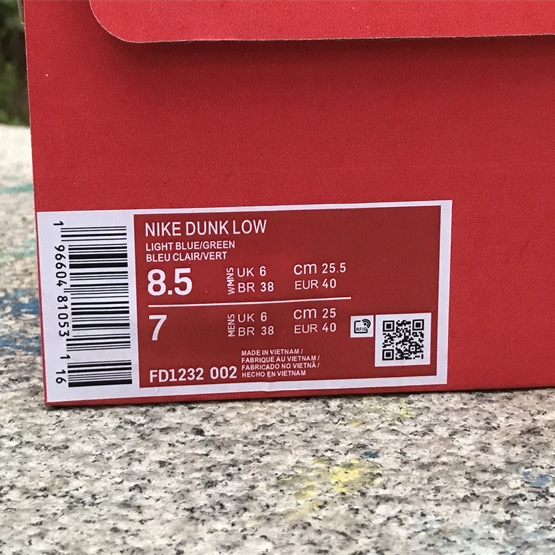 NIKE DUNK LOW
LIGHT BLUE/GREEN
BLEU CLAIR/VERT
8.5 WMNS UK 6 cm 25.5
BR 38 EUR 40
7 MENS UK 6 cm 25
BR 38 EUR 40
RFID
MADE IN VIETNAM /
FABRIQUE AU VIETNAM /
FABRICADO NO VIETNÃ /
HECHO EN VIETNAM
FD1232 002
1 96604 81053 1 16